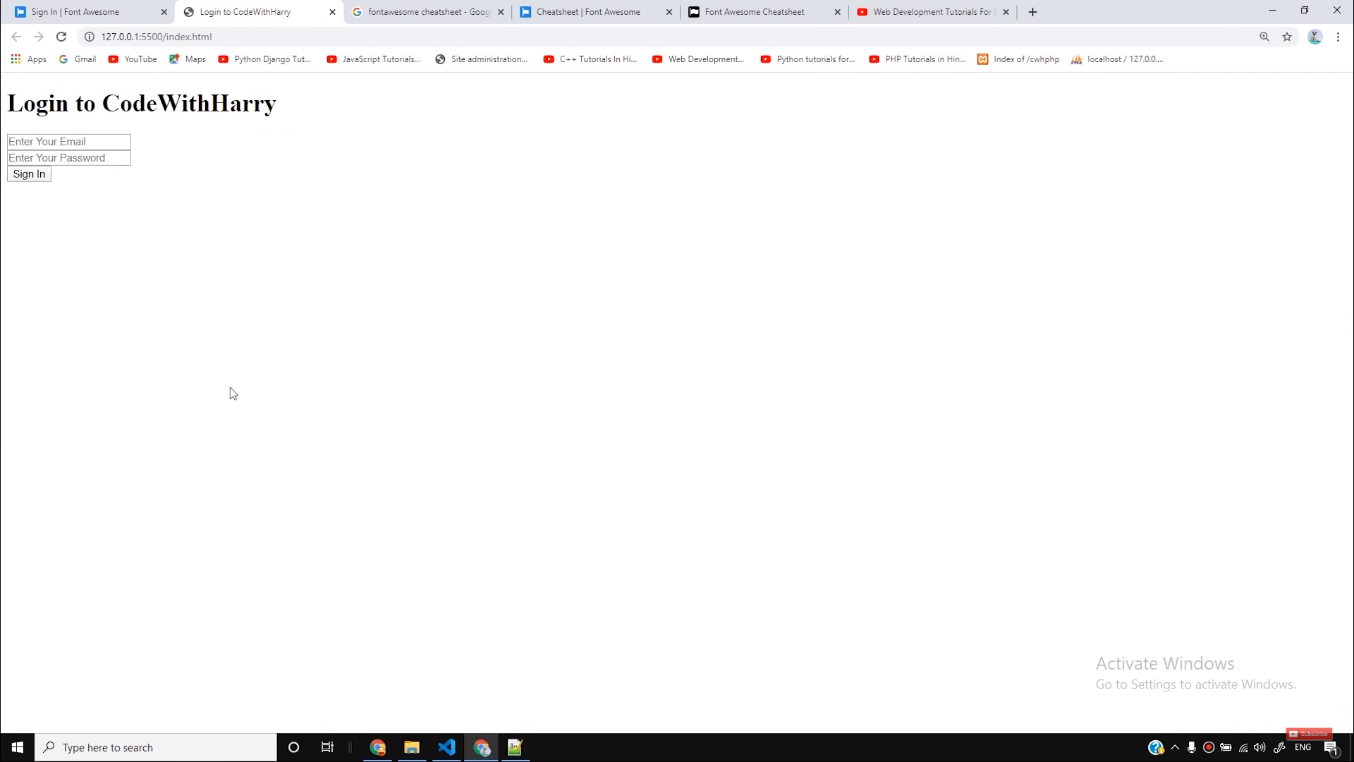 Sign In | Font Awesome
Login to CodeWithHarry
fontawesome cheatsheet - Goog
Cheatsheet | Font Awesome
Font Awesome Cheatsheet
Web Development Tutorials For
127.0.0.1:5500/index.html
Apps
Gmail
YouTube
Maps
Python Django Tut...
JavaScript Tutorials...
Site administration...
C++ Tutorials In Hi...
Web Development...
Python tutorials for...
PHP Tutorials in Hin...
Index of /cwhphp
localhost / 127.0.0....
Login to CodeWithHarry
Enter Your Email
Enter Your Password
Sign In
Activate Windows
Go to Settings to activate Windows.
Subscribe
Type here to search
ENG
1